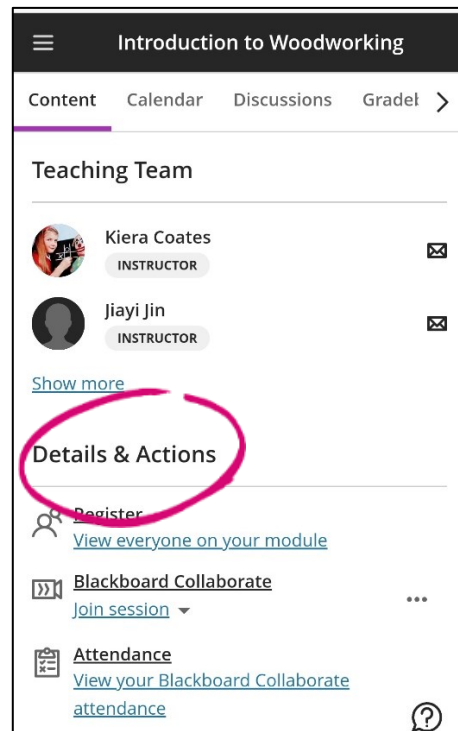 Introduction to Woodworking
Content Calendar Discussions Gradeb
Teaching Team
Kiera Coates
INSTRUCTOR
Jiayi Jin
INSTRUCTOR
Show more
Details & Actions
Register
View everyone on your module
Blackboard Collaborate
Join session
Attendance
View your Blackboard Collaborate
attendance